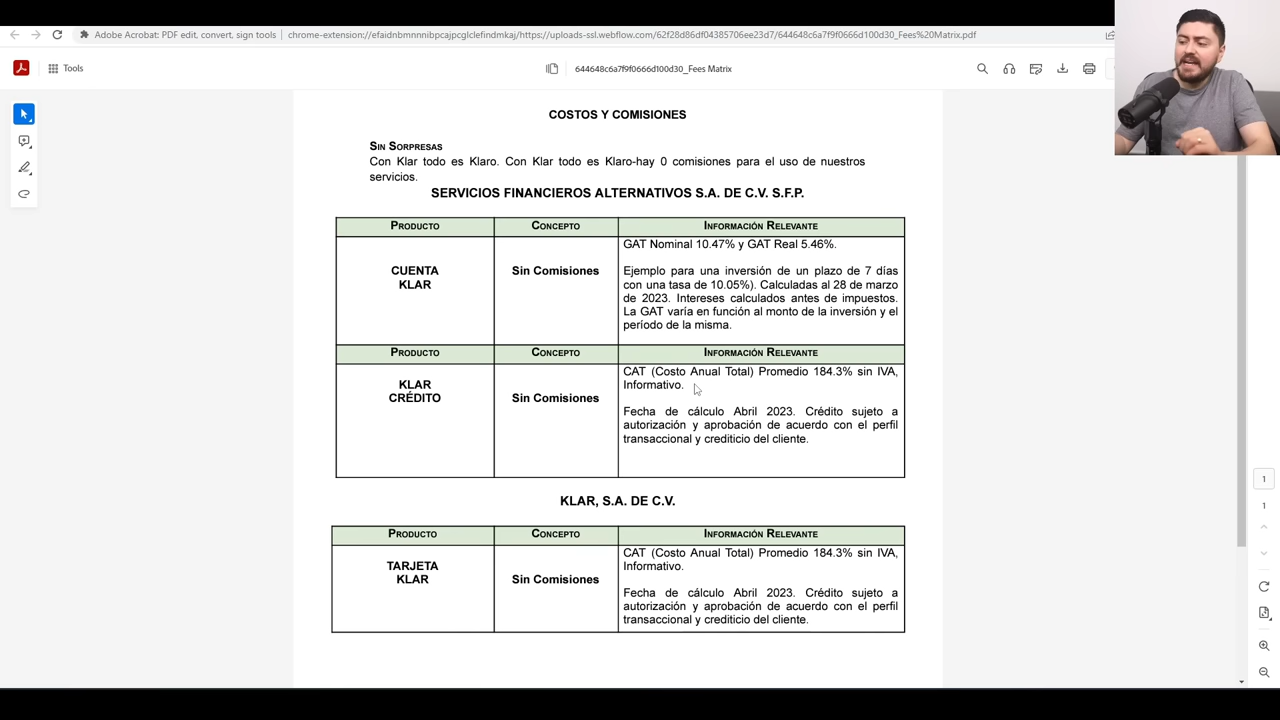 Adobe Acrobat: PDF edit, convert, sign tools
chrome-extension://efaidnbmnnnibpcajpcglclefindmkaj/https://uploads-ssl.webflow.com/62f28d86df04385706ee23d7/644648c6a7f9f0666d100d30_Fees%20Matrix.pdf
Tools
644648c6a7f9f0666d100d30_Fees Matrix
COSTOS Y COMISIONES
SIN SORPRESAS
Con Klar todo es Klaro. Con Klar todo es Klaro-hay 0 comisiones para el uso de nuestros
servicios.
SERVICIOS FINANCIEROS ALTERNATIVOS S.A. DE C.V. S.F.P.
PRODUCTO
CONCEPTO
INFORMACIÓN RELEVANTE
CUENTA
KLAR
Sin Comisiones
GAT Nominal 10.47% y GAT Real 5.46%.
Ejemplo para una inversión de un plazo de 7 días
con una tasa de 10.05%). Calculadas al 28 de marzo
de 2023. Intereses calculados antes de impuestos.
La GAT varía en función al monto de la inversión y el
período de la misma.
PRODUCTO
CONCEPTO
INFORMACIÓN RELEVANTE
KLAR
CRÉDITO
Sin Comisiones
CAT (Costo Anual Total) Promedio 184.3% sin IVA,
Informativo.
Fecha de cálculo Abril 2023. Crédito sujeto a
autorización y aprobación de acuerdo con el perfil
transaccional y crediticio del cliente.
KLAR, S.A. DE C.V.
PRODUCTO
CONCEPTO
INFORMACIÓN RELEVANTE
TARJETA
KLAR
Sin Comisiones
CAT (Costo Anual Total) Promedio 184.3% sin IVA,
Informativo.
Fecha de cálculo Abril 2023. Crédito sujeto a
autorización y aprobación de acuerdo con el perfil
transaccional y crediticio del cliente.
1
1